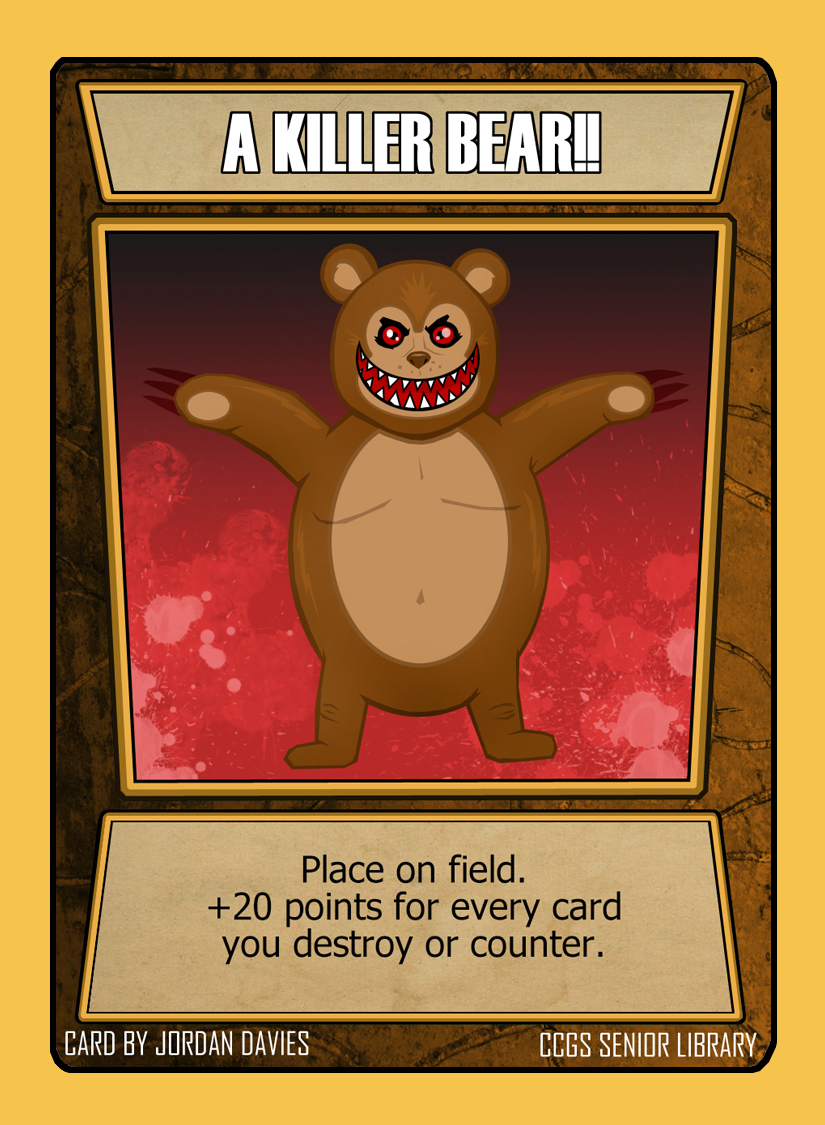 A KILLER BEAR!!
Place on field.
+20 points for every card
you destroy or counter.
CARD BY JORDAN DAVIES
CCGS SENIOR LIBRARY